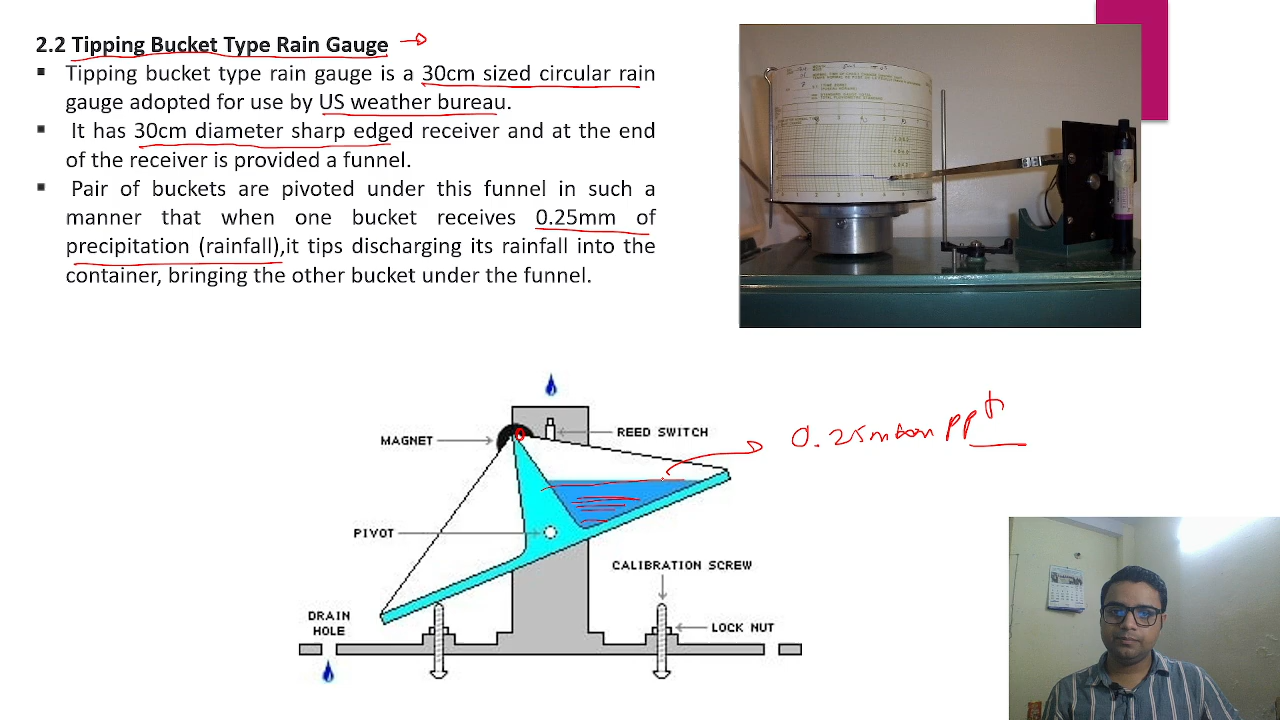 2.2 Tipping Bucket Type Rain Gauge
▪ Tipping bucket type rain gauge is a 30cm sized circular rain
gauge adopted for use by US weather bureau.
▪ It has 30cm diameter sharp edged receiver and at the end
of the receiver is provided a funnel.
▪ Pair of buckets are pivoted under this funnel in such a
manner that when one bucket receives 0.25mm of
precipitation (rainfall),it tips discharging its rainfall into the
container, bringing the other bucket under the funnel.
MAGNET
REED SWITCH
PIVOT
CALIBRATION SCREW
DRAIN
HOLE
LOCK NUT
0.25mm ppt